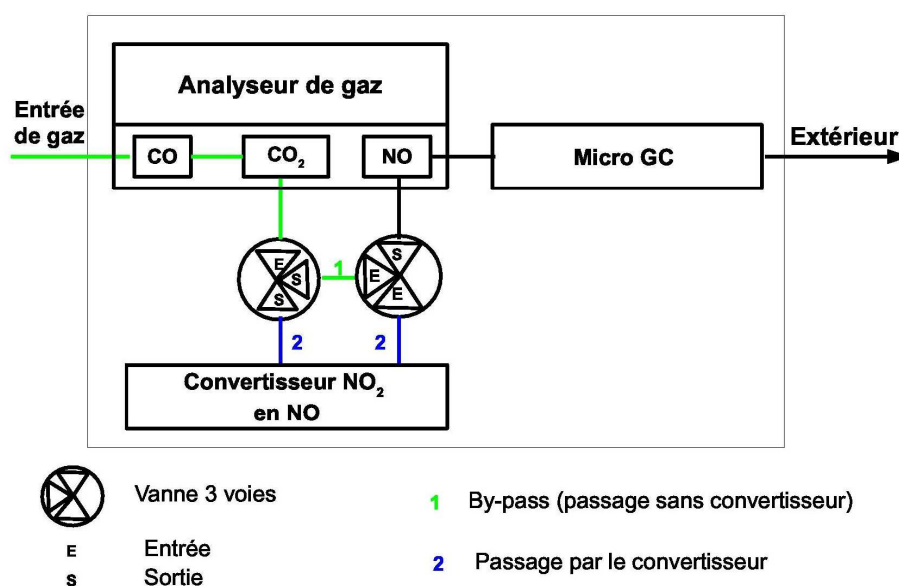 Analyseur de gaz
Entrée
de gaz
CO
CO2
NO
Micro GC
Extérieur
E
S
S
1
S
E
E
2
2
Convertisseur NO2
en NO
Vanne 3 voies
1 By-pass (passage sans convertisseur)
E Entrée
2 Passage par le convertisseur
S Sortie